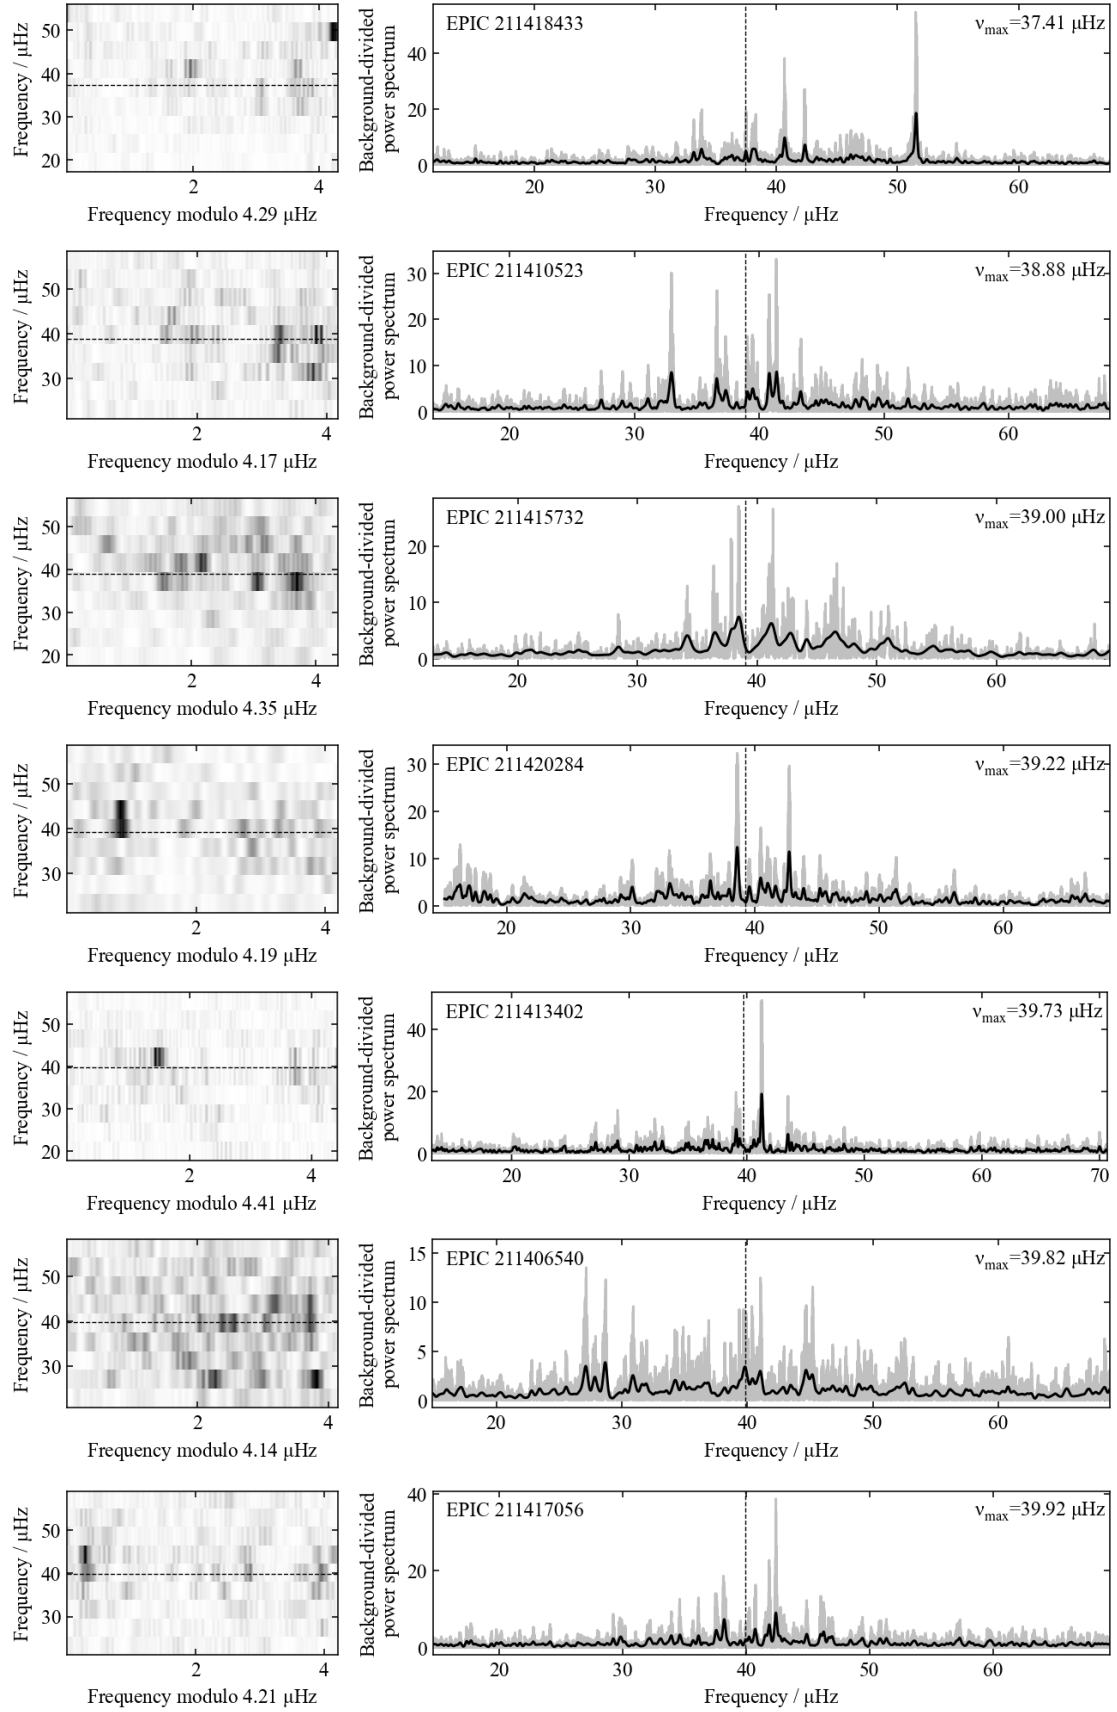 EPIC 211418433
ν_max=37.41 μHz
Frequency / μHz
50
40
30
20
2
4
Frequency modulo 4.29 μHz
Background-divided
power spectrum
40
20
0
20
30
40
50
60
Frequency / μHz
EPIC 211410523
ν_max=38.88 μHz
Frequency / μHz
50
40
30
2
4
Frequency modulo 4.17 μHz
Background-divided
power spectrum
30
20
10
0
20
30
40
50
60
Frequency / μHz
EPIC 211415732
ν_max=39.00 μHz
Frequency / μHz
50
40
30
20
2
4
Frequency modulo 4.35 μHz
Background-divided
power spectrum
20
10
0
20
30
40
50
60
Frequency / μHz
EPIC 211420284
ν_max=39.22 μHz
Frequency / μHz
50
40
30
2
4
Frequency modulo 4.19 μHz
Background-divided
power spectrum
30
20
10
0
20
30
40
50
60
Frequency / μHz
EPIC 211413402
ν_max=39.73 μHz
Frequency / μHz
50
40
30
20
2
4
Frequency modulo 4.41 μHz
Background-divided
power spectrum
40
20
0
20
30
40
50
60
70
Frequency / μHz
EPIC 211406540
ν_max=39.82 μHz
Frequency / μHz
50
40
30
2
4
Frequency modulo 4.14 μHz
Background-divided
power spectrum
15
10
5
0
20
30
40
50
60
Frequency / μHz
EPIC 211417056
ν_max=39.92 μHz
Frequency / μHz
50
40
30
2
4
Frequency modulo 4.21 μHz
Background-divided
power spectrum
40
20
0
20
30
40
50
60
Frequency / μHz